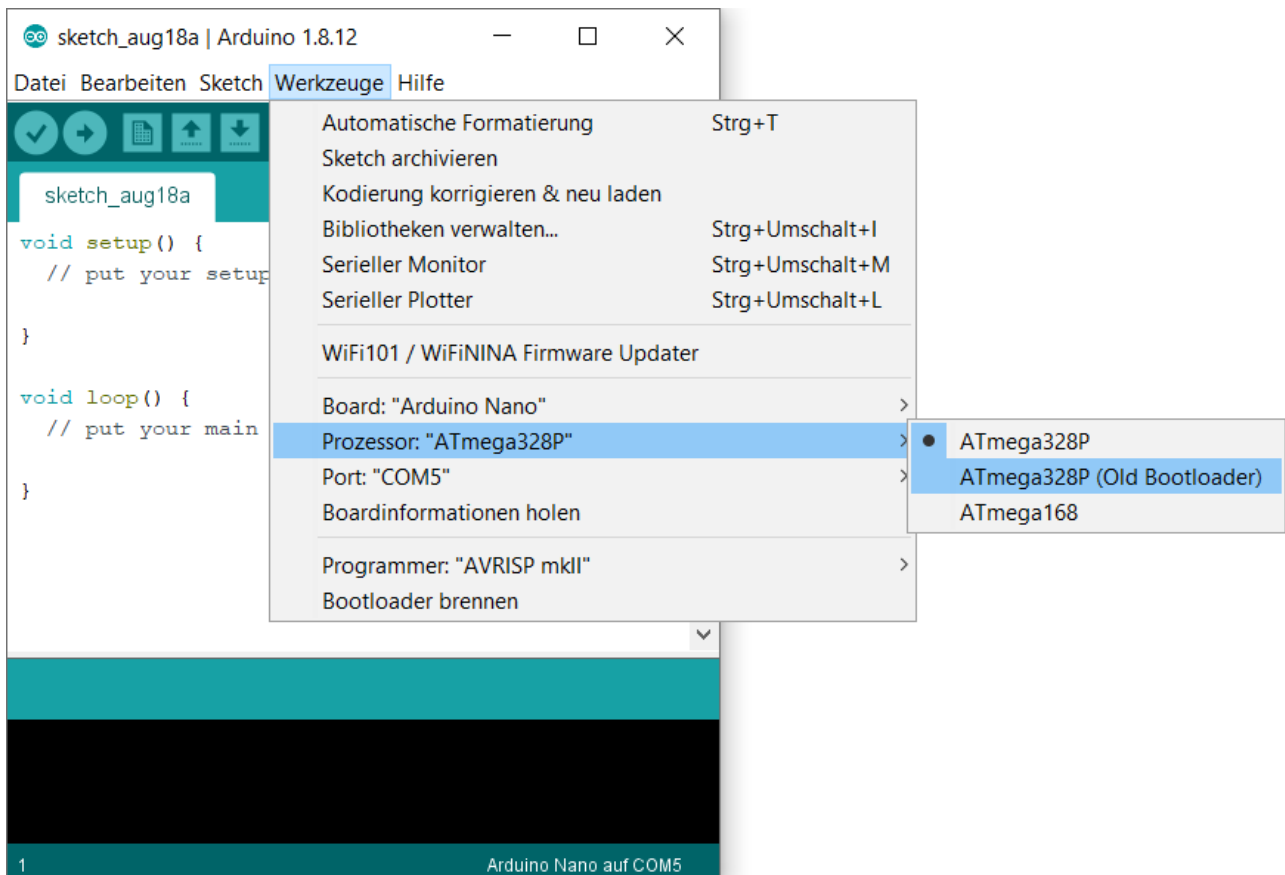 sketch_aug18a | Arduino 1.8.12
Datei Bearbeiten Sketch Werkzeuge Hilfe
sketch_aug18a
void setup() {
// put your setup
}
void loop() {
// put your main
}
Automatische Formatierung Strg+T
Sketch archivieren
Kodierung korrigieren & neu laden
Bibliotheken verwalten... Strg+Umschalt+I
Serieller Monitor Strg+Umschalt+M
Serieller Plotter Strg+Umschalt+L
WiFi101 / WiFiNINA Firmware Updater
Board: "Arduino Nano"
Prozessor: "ATmega328P"
Port: "COM5"
Boardinformationen holen
Programmer: "AVRISP mkII"
Bootloader brennen
ATmega328P
ATmega328P (Old Bootloader)
ATmega168
1 Arduino Nano auf COM5